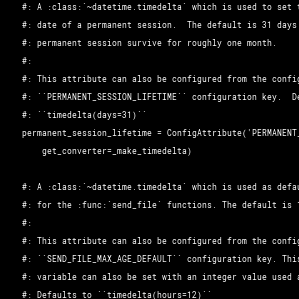 #: A :class:`~datetime.timedelta` which is used to set
#: date of a permanent session.  The default is 31 days
#: permanent session survive for roughly one month.
#:
#: This attribute can also be configured from the config
#: ``PERMANENT_SESSION_LIFETIME`` configuration key.
#: ``timedelta(days=31)``
permanent_session_lifetime = ConfigAttribute('PERMANENT_
get_converter=_make_timedelta)
#: A :class:`~datetime.timedelta` which is used as defau
#: for the :func:`send_file` functions. The default is
#:
#: This attribute can also be configured from the config
#: ``SEND_FILE_MAX_AGE_DEFAULT`` configuration key. This
#: variable can also be set with an integer value used
#: Defaults to ``timedelta(hours=12)``